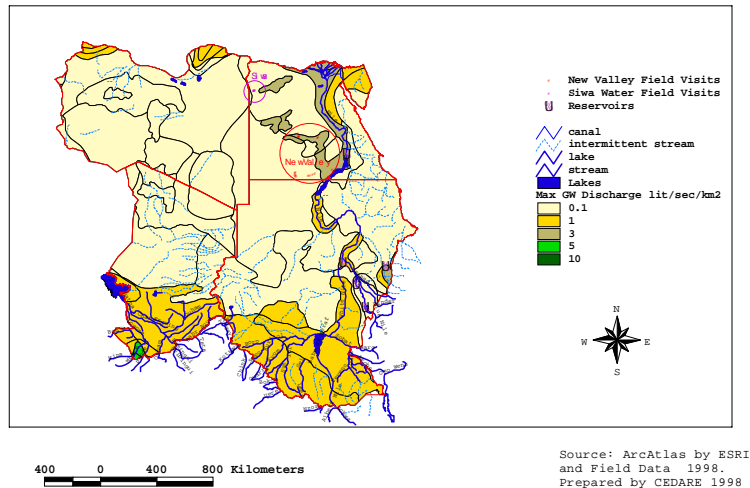 Siwa
New Valley
New Valley Field Visits
Siwa Water Field Visits
Reservoirs
canal
intermittent stream
lake
stream
Lakes
Max GW Discharge lit/sec/km2
0.1
1
3
5
10
N
W E
S
400 0 400 800 Kilometers
Source: ArcAtlas by ESRI
and Field Data 1998.
Prepared by CEDARE 1998